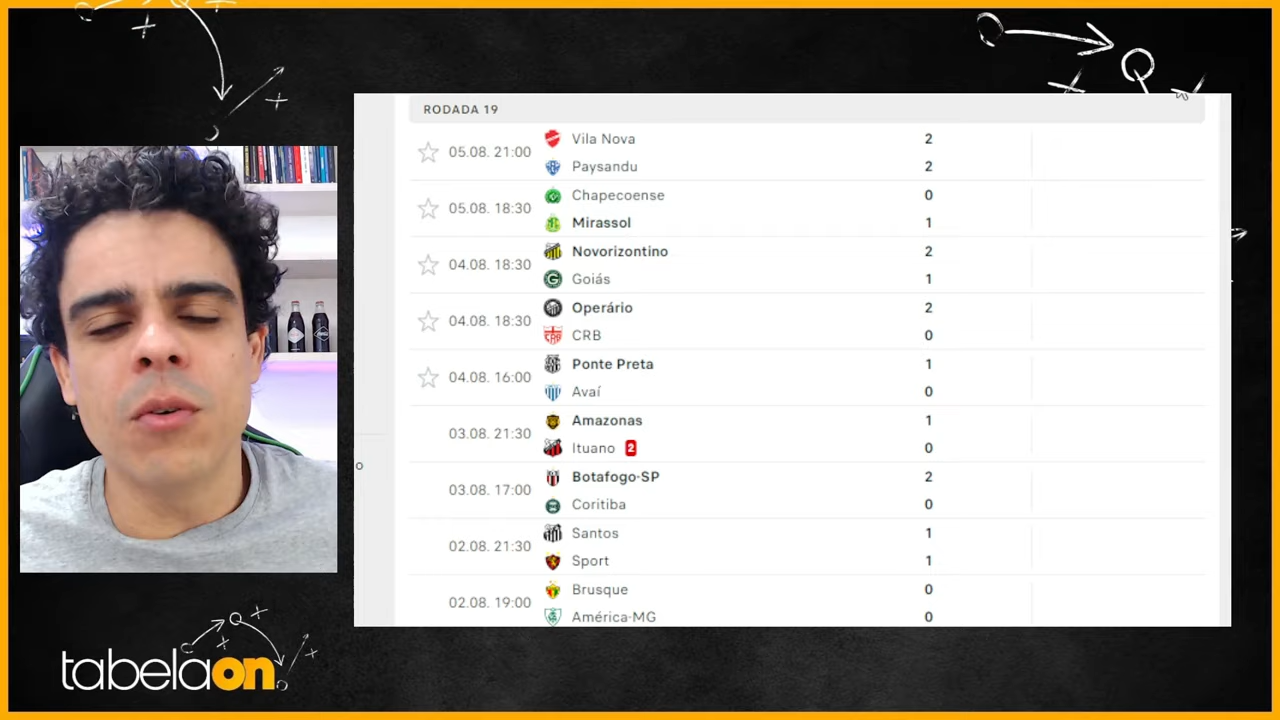 RODADA 19
05.08. 21:00
Vila Nova 2
Paysandu 2
05.08. 18:30
Chapecoense 0
Mirassol 1
04.08. 18:30
Novorizontino 2
Goiás 1
04.08. 18:30
Operário 2
CRB 0
04.08. 16:00
Ponte Preta 1
Avaí 0
03.08. 21:30
Amazonas 1
Ituano 2 0
03.08. 17:00
Botafogo-SP 2
Coritiba 0
02.08. 21:30
Santos 1
Sport 1
02.08. 19:00
Brusque 0
América-MG 0
o
tabelaon